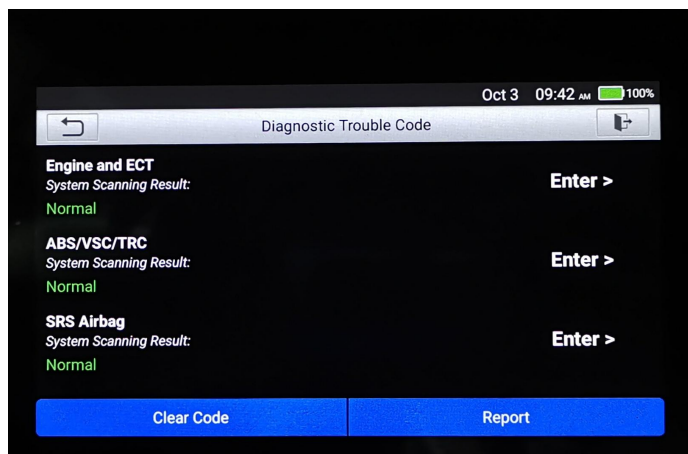 Oct 3 09:42 AM 100%
Diagnostic Trouble Code
Engine and ECT
System Scanning Result:
Enter >
Normal
ABS/VSC/TRC
System Scanning Result:
Enter >
Normal
SRS Airbag
System Scanning Result:
Enter >
Normal
Clear Code Report